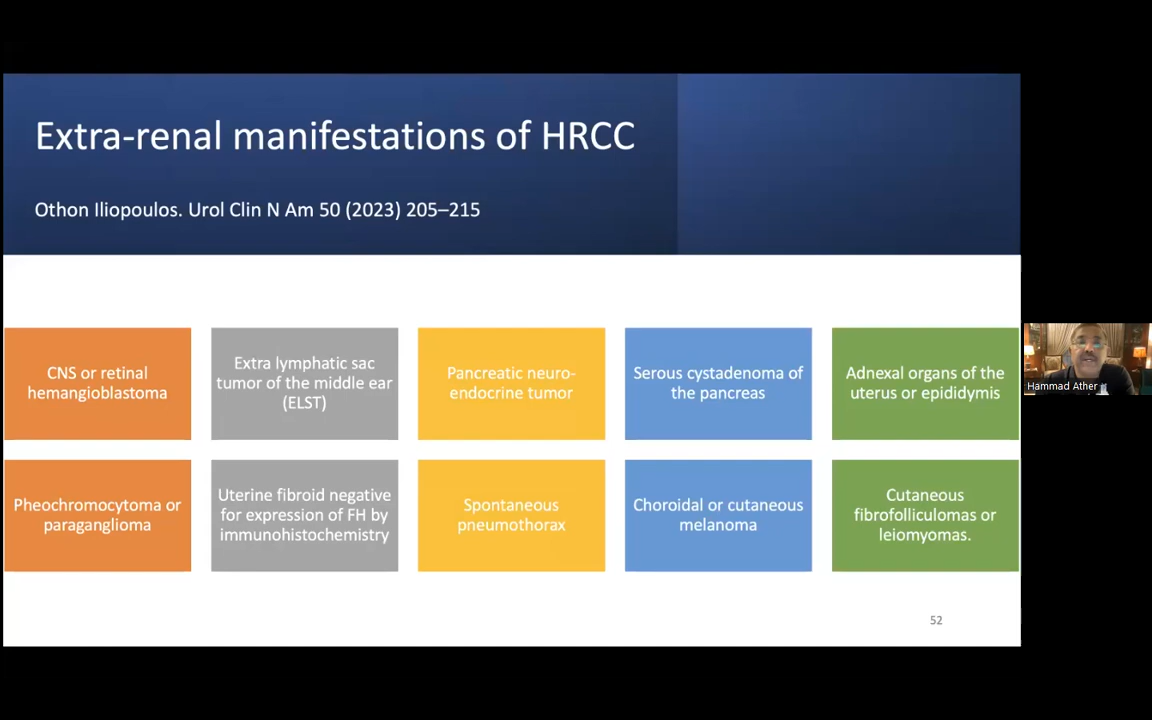 Extra-renal manifestations of HRCC
Othon Iliopoulos. Urol Clin N Am 50 (2023) 205–215
CNS or retinal
hemangioblastoma
Extra lymphatic sac
tumor of the middle ear
(ELST)
Pancreatic neuro-
endocrine tumor
Serous cystadenoma of
the pancreas
Adnexal organs of the
uterus or epididymis
Pheochromocytoma or
paraganglioma
Uterine fibroid negative
for expression of FH by
immunohistochemistry
Spontaneous
pneumothorax
Choroidal or cutaneous
melanoma
Cutaneous
fibrofolliculomas or
leiomyomas.
52
Hammad Ather